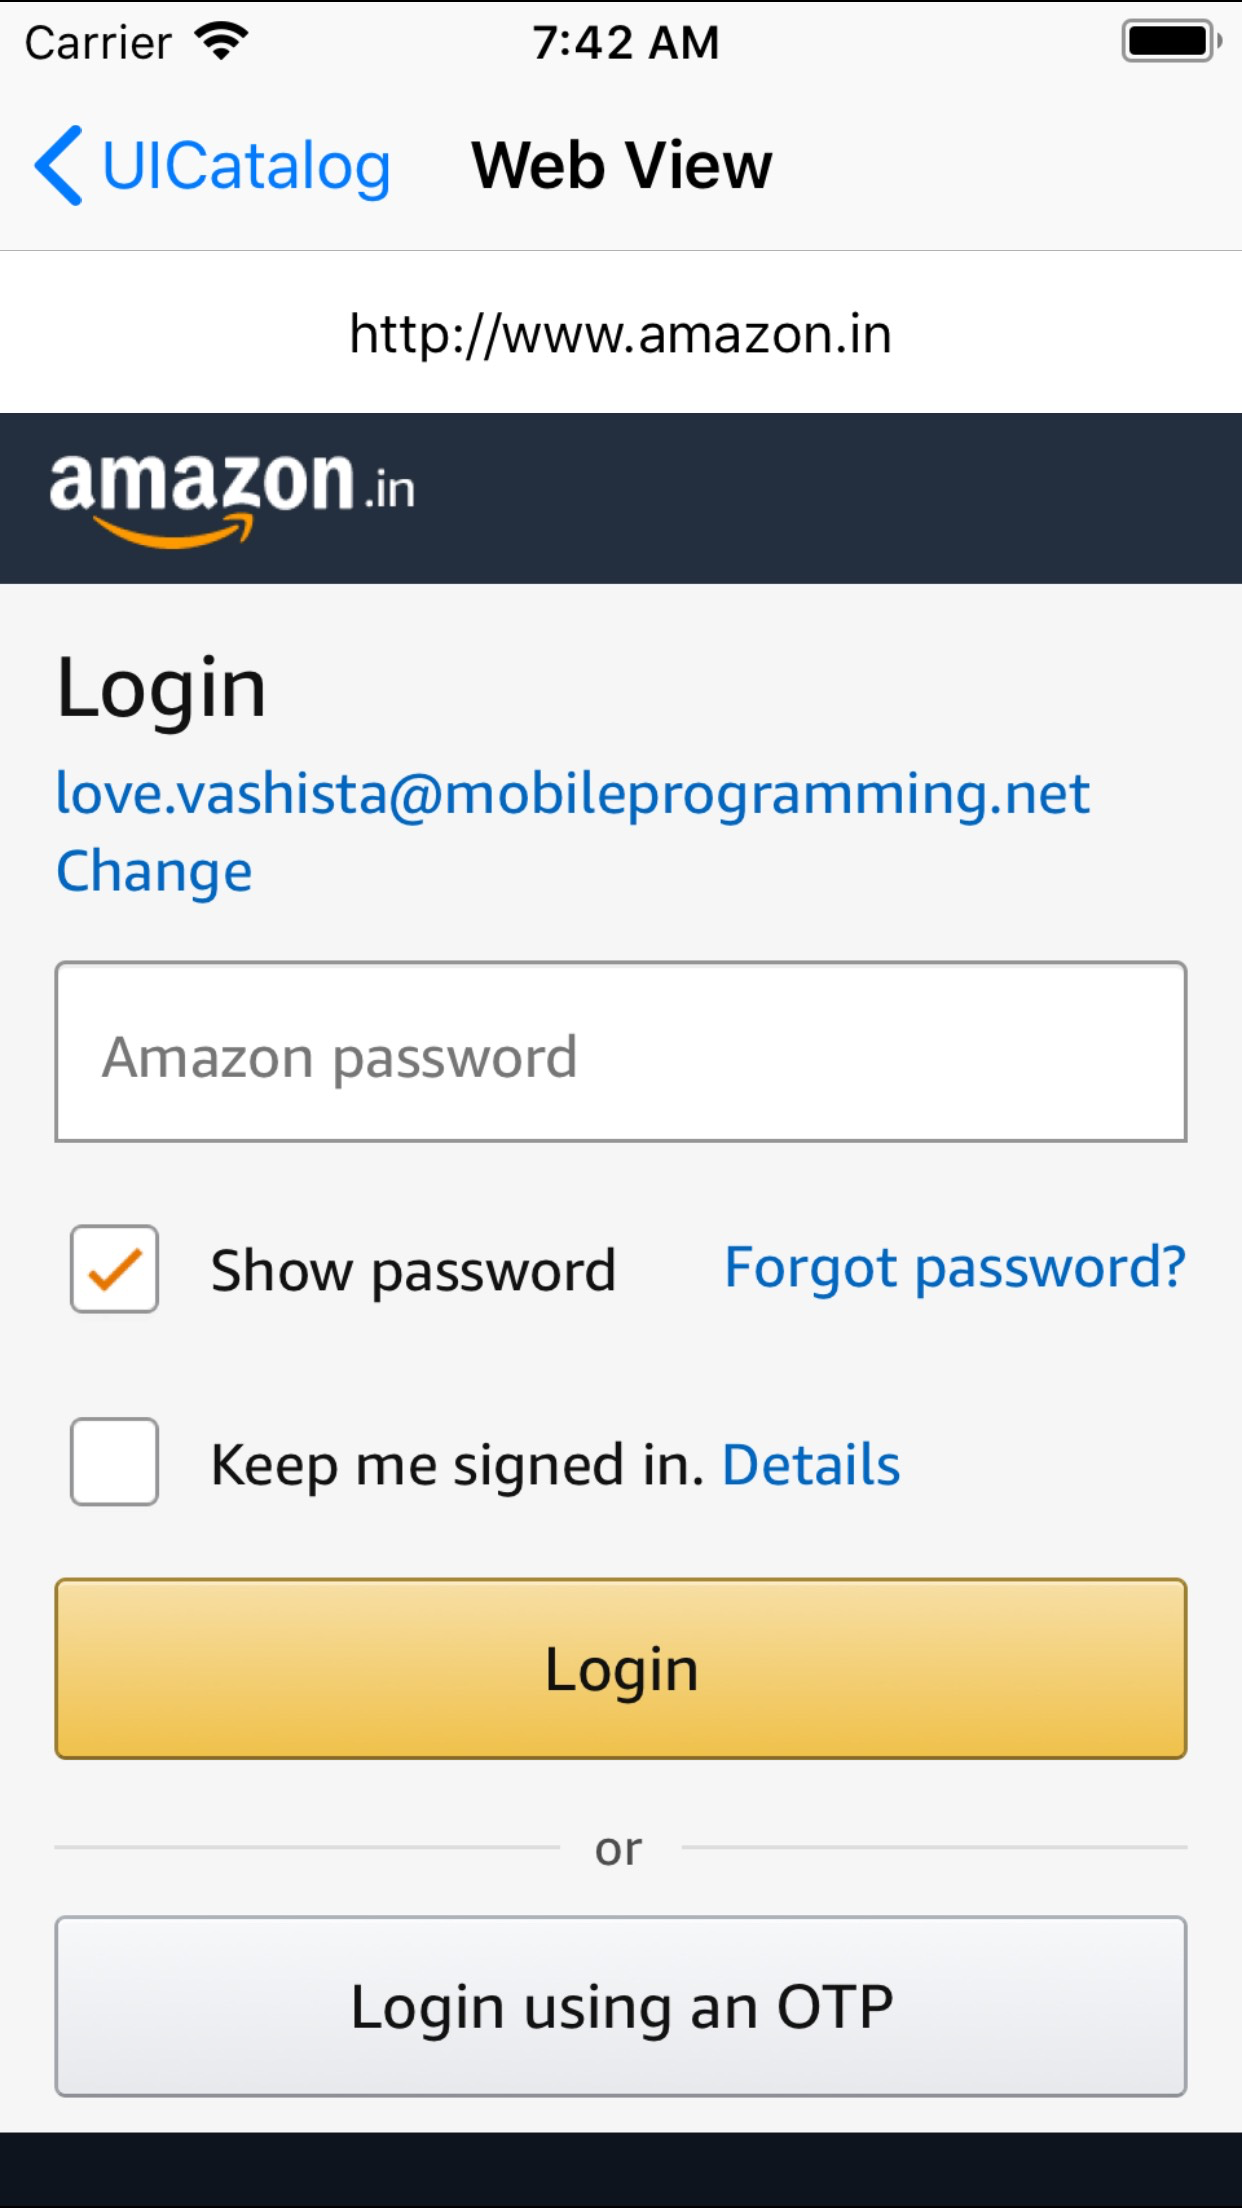 Carrier 7:42 AM
UICatalog Web View
http://www.amazon.in
amazon.in
Login
love.vashista@mobileprogramming.net
Change
Amazon password
Show password Forgot password?
Keep me signed in. Details
Login
or
Login using an OTP